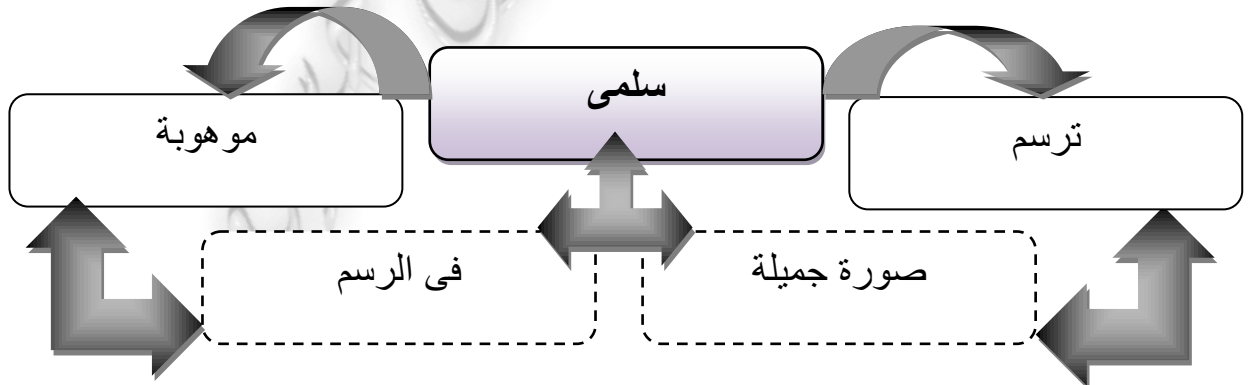 سلمى
ترسم
موهوبة
صورة جميلة
فى الرسم